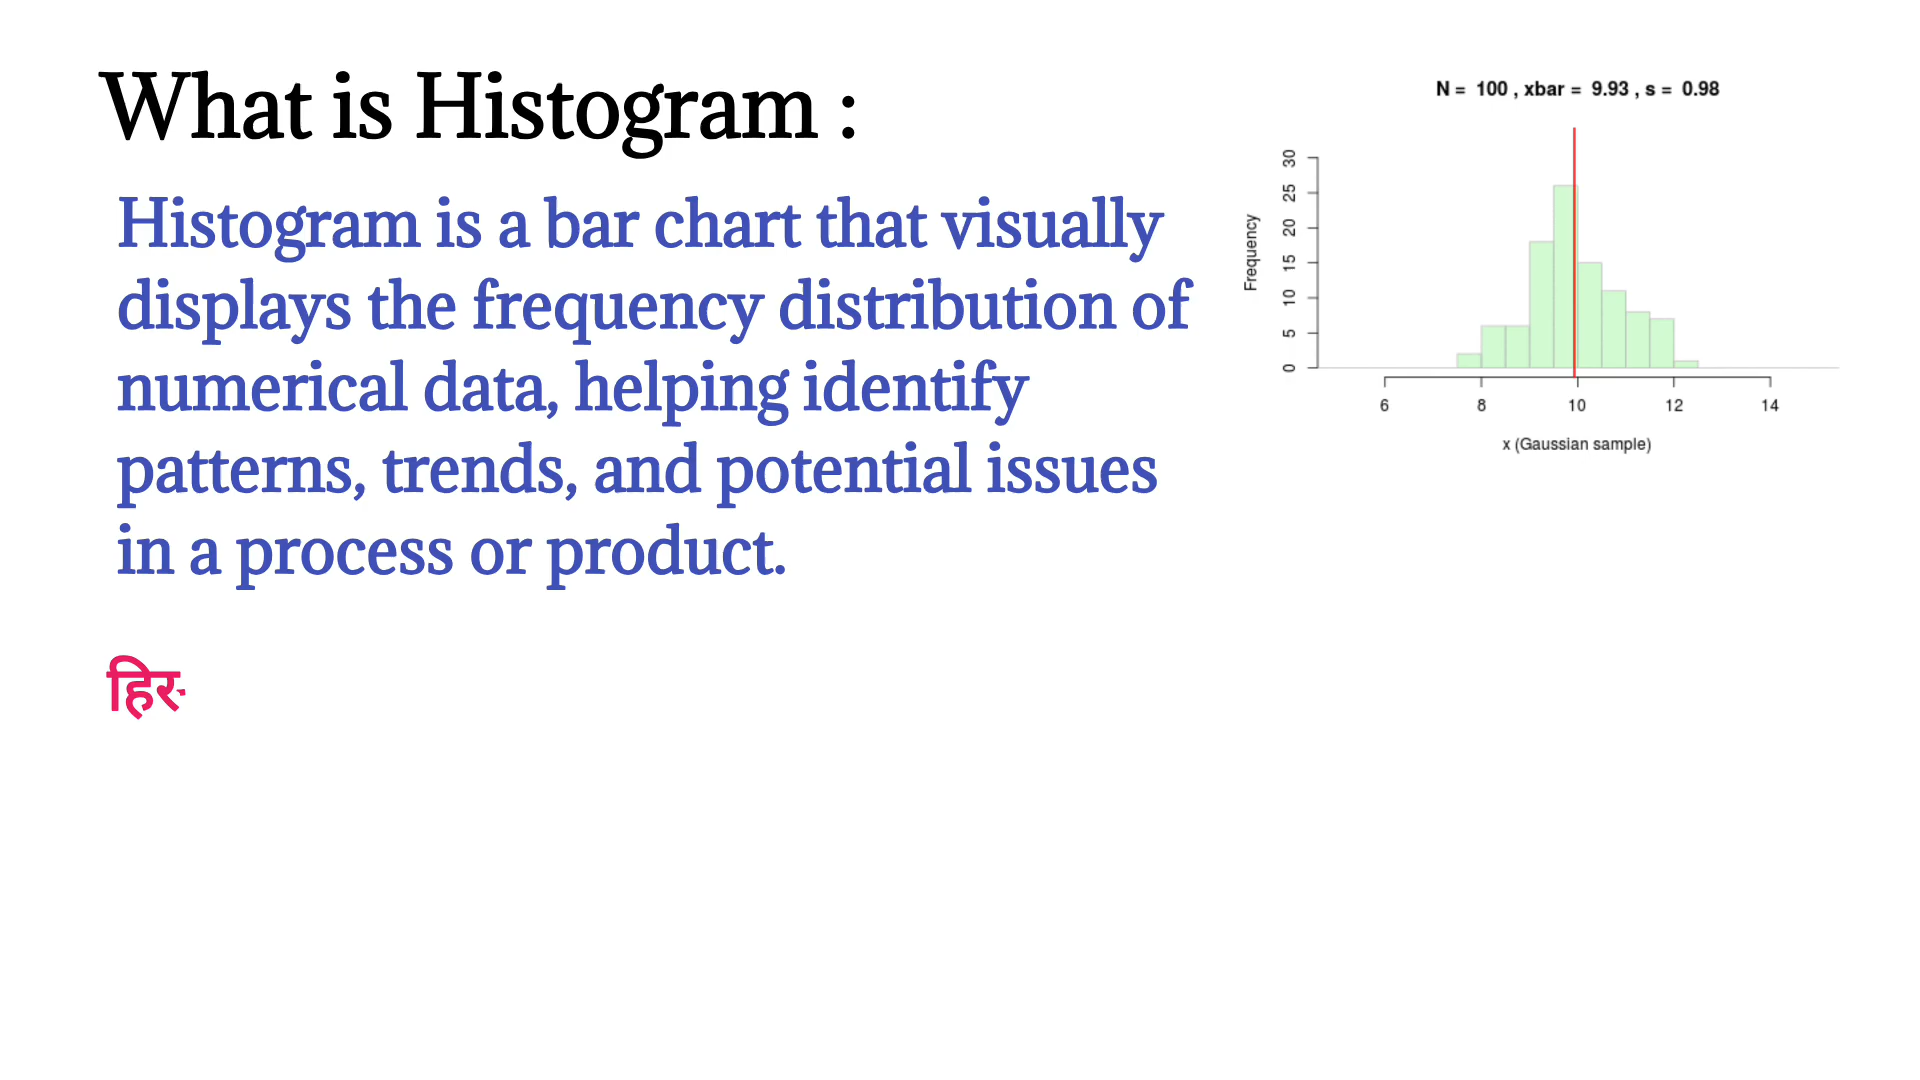 What is Histogram :
Histogram is a bar chart that visually
displays the frequency distribution of
numerical data, helping identify
patterns, trends, and potential issues
in a process or product.
N = 100 , xbar = 9.93 , s = 0.98
Frequency
30
25
20
15
10
5
0
6 8 10 12 14
x (Gaussian sample)